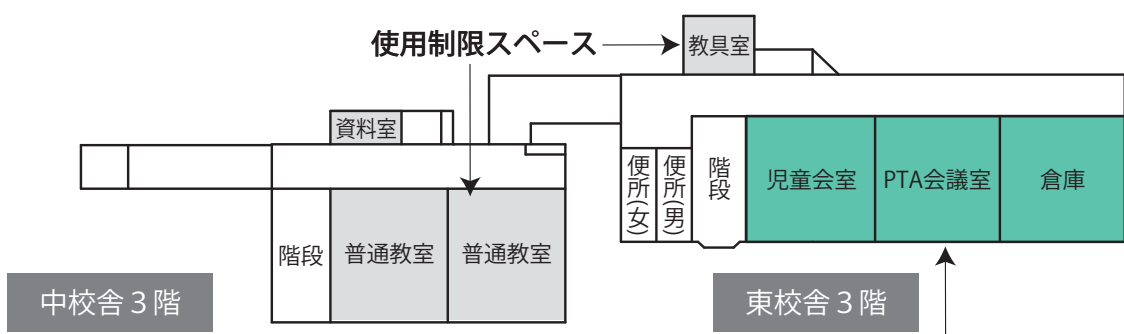 使用制限スペース
教具室
資料室
便所(女)
便所(男)
階段
児童会室
PTA会議室
倉庫
階段
普通教室
普通教室
中校舎3階
東校舎3階